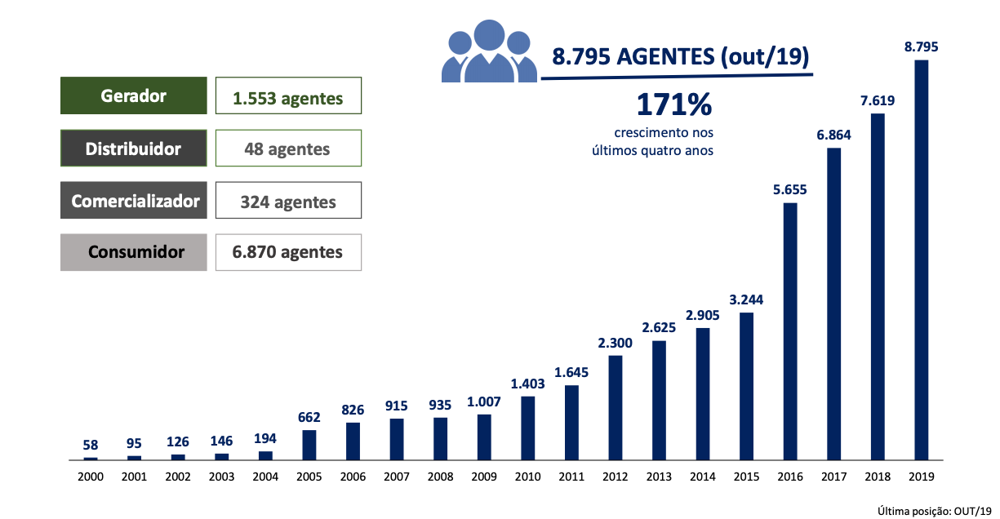 8.795 AGENTES (out/19)
171%
crescimento nos
últimos quatro anos
Gerador 1.553 agentes
Distribuidor 48 agentes
Comercializador 324 agentes
Consumidor 6.870 agentes
58 95 126 146 194 662 826 915 935 1.007 1.403 1.645 2.300 2.625 2.905 3.244 5.655 6.864 7.619 8.795
2000 2001 2002 2003 2004 2005 2006 2007 2008 2009 2010 2011 2012 2013 2014 2015 2016 2017 2018 2019
Última posição: OUT/19